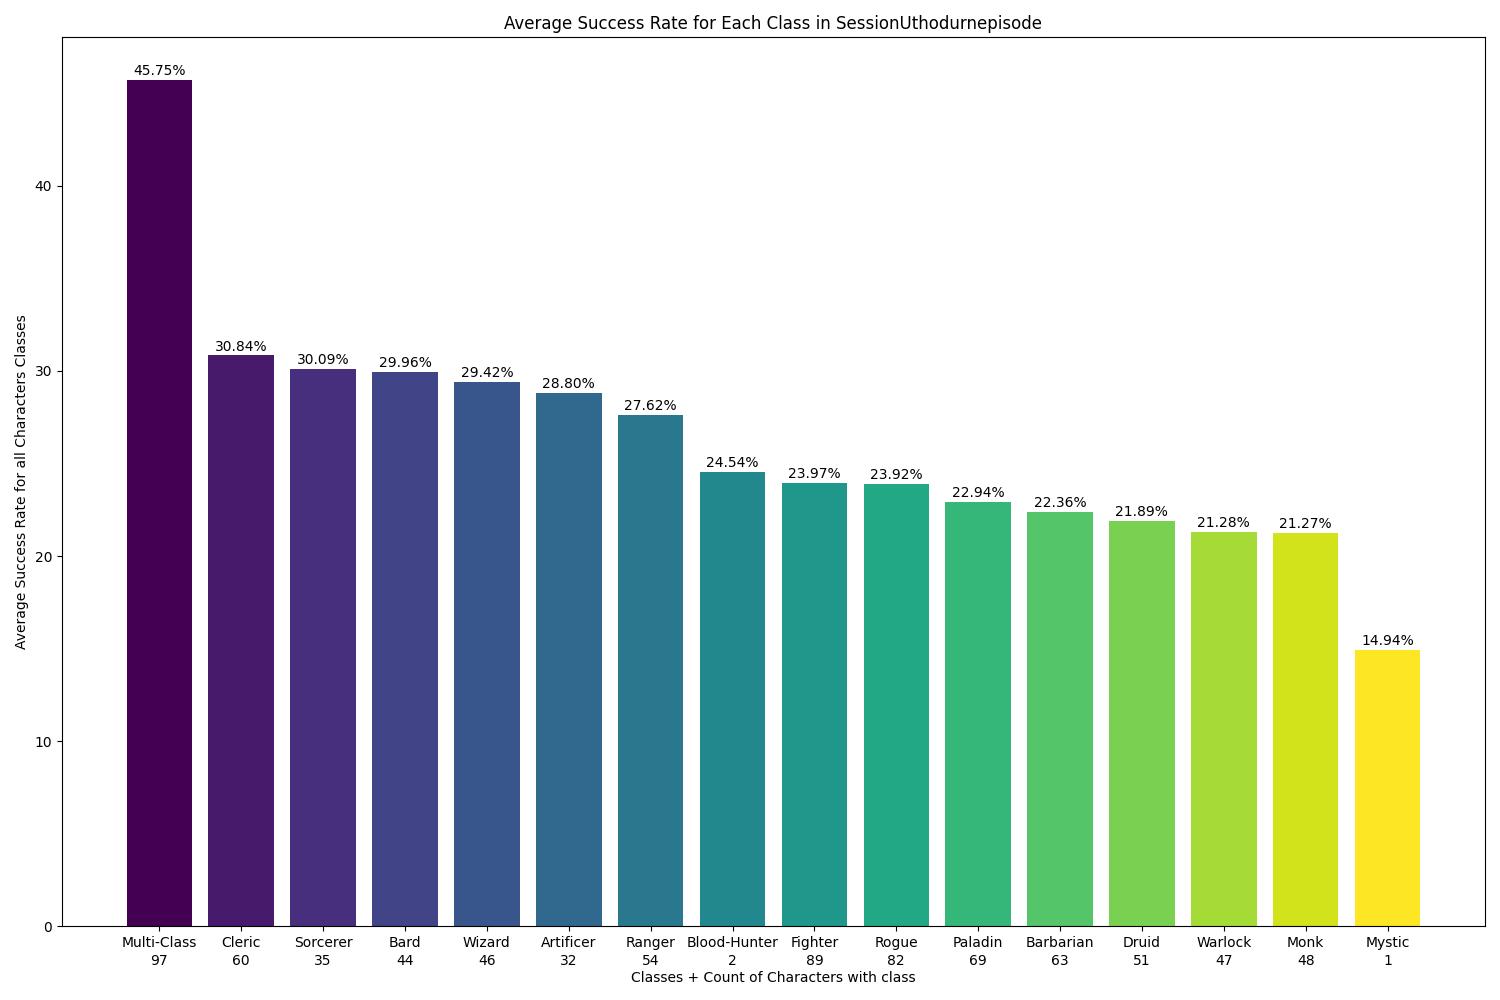 Average Success Rate for Each Class in SessionUthodurnepisode
Average Success Rate for all Characters Classes
40
30
20
10
0
45.75%
30.84%
30.09%
29.96%
29.42%
28.80%
27.62%
24.54%
23.97%
23.92%
22.94%
22.36%
21.89%
21.28%
21.27%
14.94%
Multi-Class
97
Cleric
60
Sorcerer
35
Bard
44
Wizard
46
Artificer
32
Ranger
54
Blood-Hunter
2
Fighter
89
Rogue
82
Paladin
69
Barbarian
63
Druid
51
Warlock
47
Monk
48
Mystic
1
Classes + Count of Characters with class